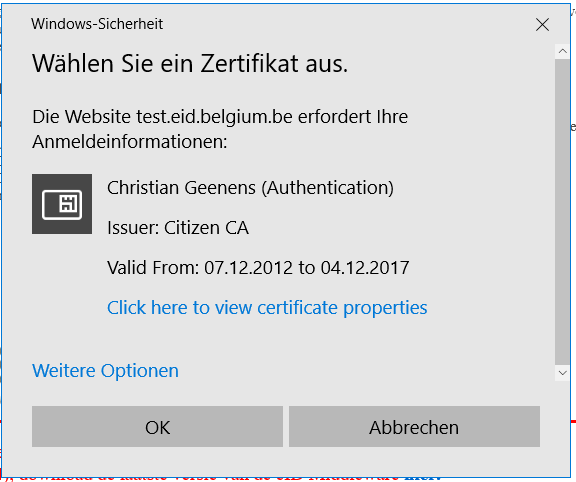 Windows-Sicherheit
Wählen Sie ein Zertifikat aus.
Die Website test.eid.belgium.be erfordert Ihre
Anmeldeinformationen:
Christian Geenens (Authentication)
Issuer: Citizen CA
Valid From: 07.12.2012 to 04.12.2017
Click here to view certificate properties
Weitere Optionen
OK
Abbrechen
download de laatste versie van de eID Middleware hier.